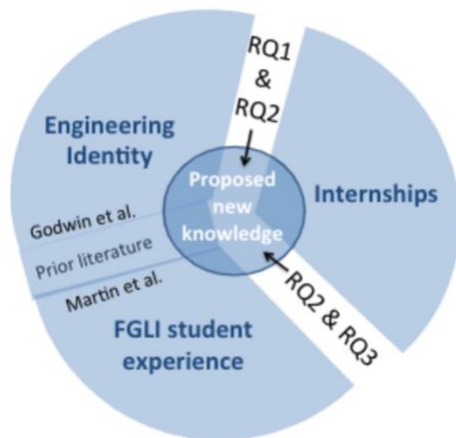 RQ1
&
RQ2
Engineering
Identity
Proposed
new
knowledge
Internships
Godwin et al.
Prior literature
Martin et al.
RQ2 & RQ3
FGLI student
experience